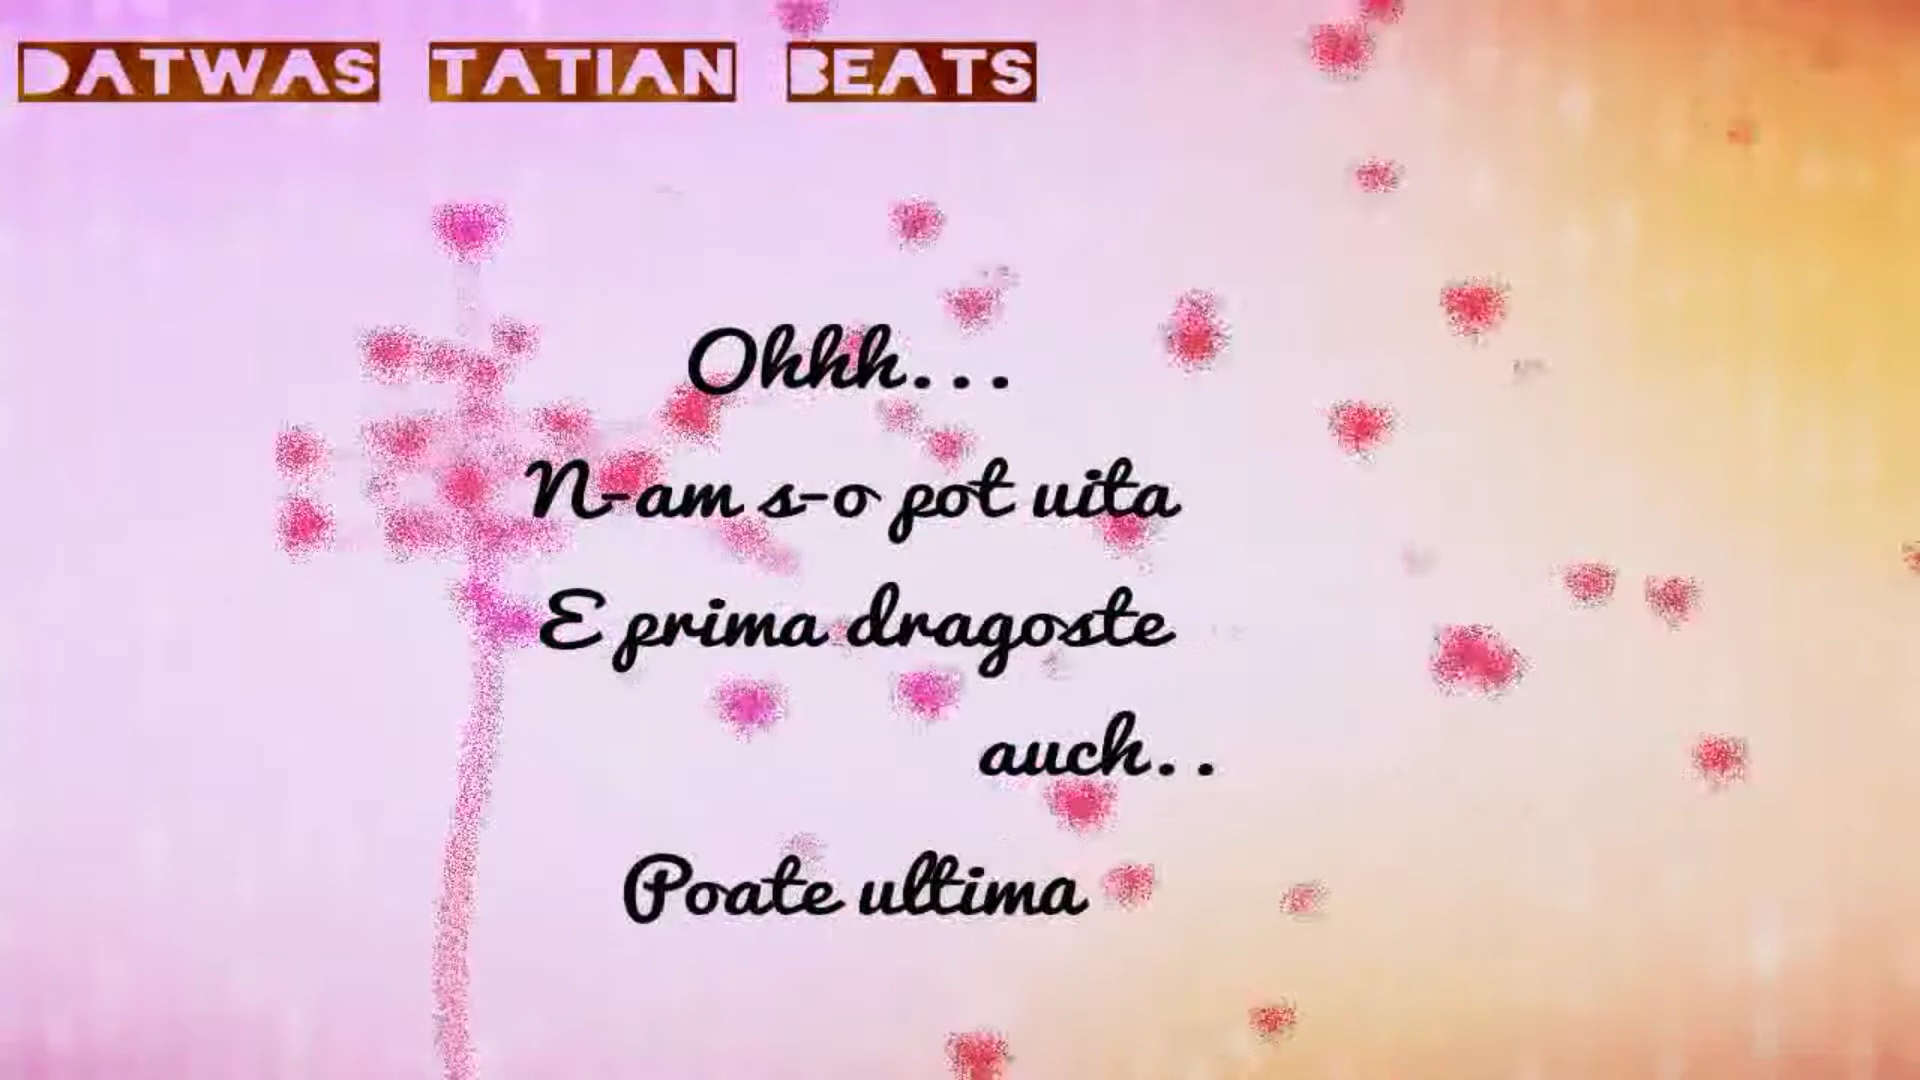 DATWAS TATIAN BEATS
Ohhh...
N-am s-o pot uita
E prima dragoste
auch..
Poate ultima